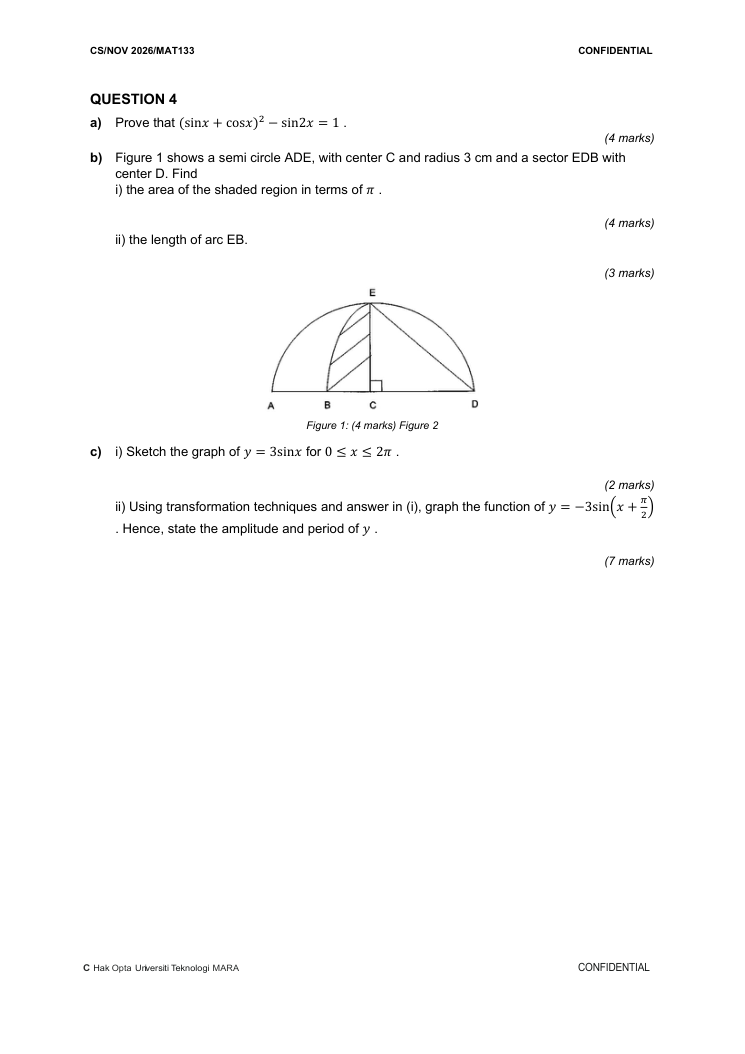 CS/NOV 2026/MAT133 CONFIDENTIAL
QUESTION 4
a) Prove that (sinx + cosx)² − sin2x = 1 .
(4 marks)
b) Figure 1 shows a semi circle ADE, with center C and radius 3 cm and a sector EDB with
center D. Find
i) the area of the shaded region in terms of π .
(4 marks)
ii) the length of arc EB.
(3 marks)
E
A B C D
Figure 1: (4 marks) Figure 2
c) i) Sketch the graph of y = 3sinx for 0 ≤ x ≤ 2π .
(2 marks)
ii) Using transformation techniques and answer in (i), graph the function of y = −3sin(x + π/2)
. Hence, state the amplitude and period of y .
(7 marks)
C Hak Opta Universiti Teknologi MARA CONFIDENTIAL